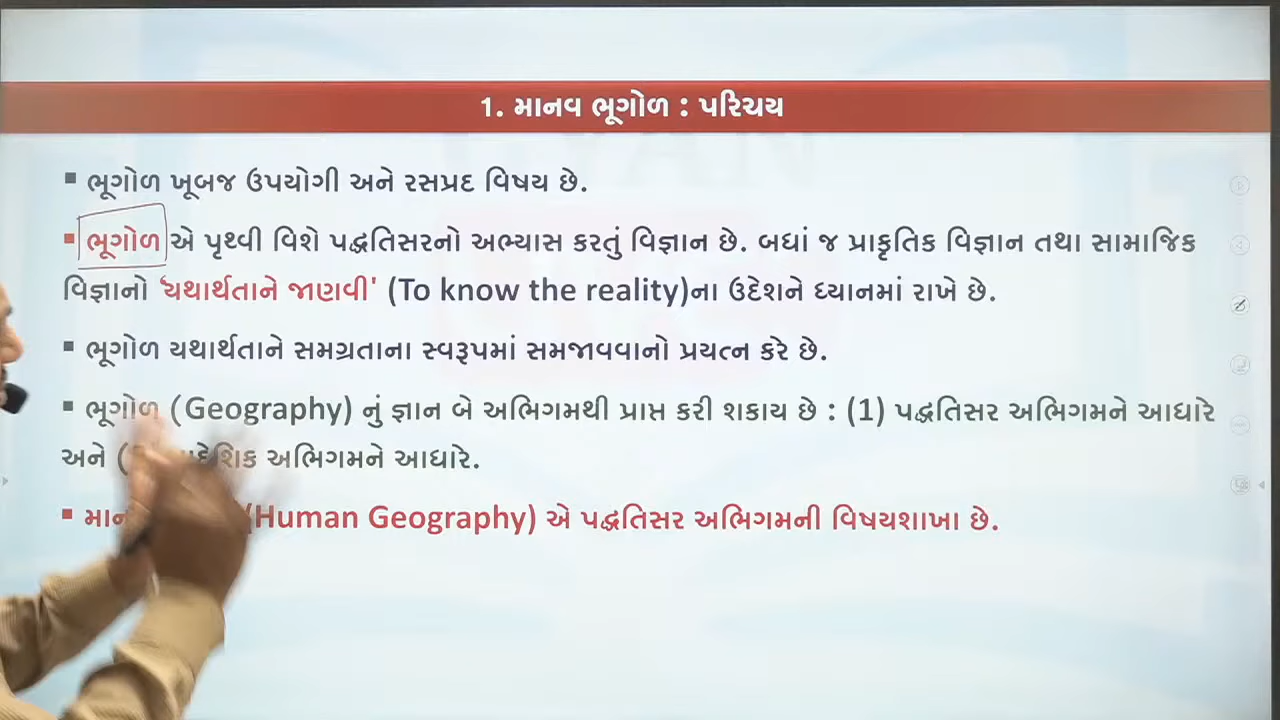 1. માનવ ભૂગોળ : પરિચય
▪ ભૂગોળ ખૂબજ ઉપયોગી અને રસપ્રદ વિષય છે.
▪ ભૂગોળ એ પૃથ્વી વિશે પદ્ધતિસરનો અભ્યાસ કરતું વિજ્ઞાન છે. બધાં જ પ્રાકૃતિક વિજ્ઞાન તથા સામાજિક
વિજ્ઞાનો 'યથાર્થતાને જાણવી' (To know the reality)ના ઉદેશને ધ્યાનમાં રાખે છે.
▪ ભૂગોળ યથાર્થતાને સમગ્રતાના સ્વરૂપમાં સમજાવવાનો પ્રયત્ન કરે છે.
▪ ભૂગોળ (Geography) નું જ્ઞાન બે અભિગમથી પ્રાપ્ત કરી શકાય છે : (1) પદ્ધતિસર અભિગમને આધારે
અને અભિગમને આધારે.
▪ (Human Geography) એ પદ્ધતિસર અભિગમની વિષયશાખા છે.